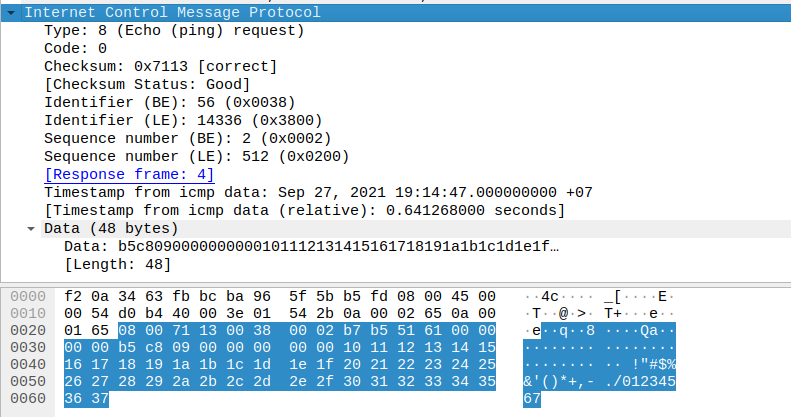 Internet Control Message Protocol
Type: 8 (Echo (ping) request)
Code: 0
Checksum: 0x7113 [correct]
[Checksum Status: Good]
Identifier (BE): 56 (0x0038)
Identifier (LE): 14336 (0x3800)
Sequence number (BE): 2 (0x0002)
Sequence number (LE): 512 (0x0200)
[Response frame: 4]
Timestamp from icmp data: Sep 27, 2021 19:14:47.000000000 +07
[Timestamp from icmp data (relative): 0.641268000 seconds]
Data (48 bytes)
Data: b5c8090000000000101112131415161718191a1b1c1d1e1f…
[Length: 48]
0000 f2 0a 34 63 fb bc ba 96 5f 5b b5 fd 08 00 45 00 ··4c···· _[····E·
0010 00 54 d0 b4 40 00 3e 01 54 2b 0a 00 02 65 0a 00 ·T··@·>· T+···e··
0020 01 65 08 00 71 13 00 38 00 02 b7 b5 51 61 00 00 ·e··q··8 ····Qa··
0030 00 00 b5 c8 09 00 00 00 00 00 10 11 12 13 14 15 ········ ········
0040 16 17 18 19 1a 1b 1c 1d 1e 1f 20 21 22 23 24 25 ········ ·· !"#$%
0050 26 27 28 29 2a 2b 2c 2d 2e 2f 30 31 32 33 34 35 &'()*+,- ./012345
0060 36 37 67